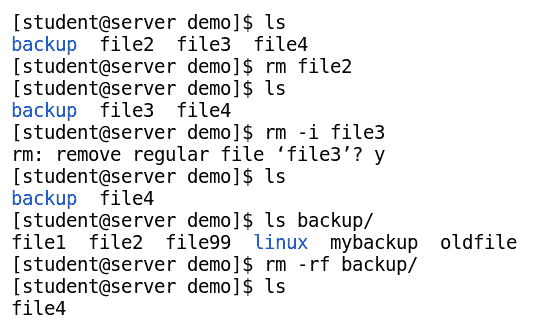 [student@server demo]$ ls
backup  file2  file3  file4
[student@server demo]$ rm file2
[student@server demo]$ ls
backup  file3  file4
[student@server demo]$ rm -i file3
rm: remove regular file ‘file3’? y
[student@server demo]$ ls
backup  file4
[student@server demo]$ ls backup/
file1  file2  file99  linux  mybackup  oldfile
[student@server demo]$ rm -rf backup/
[student@server demo]$ ls
file4